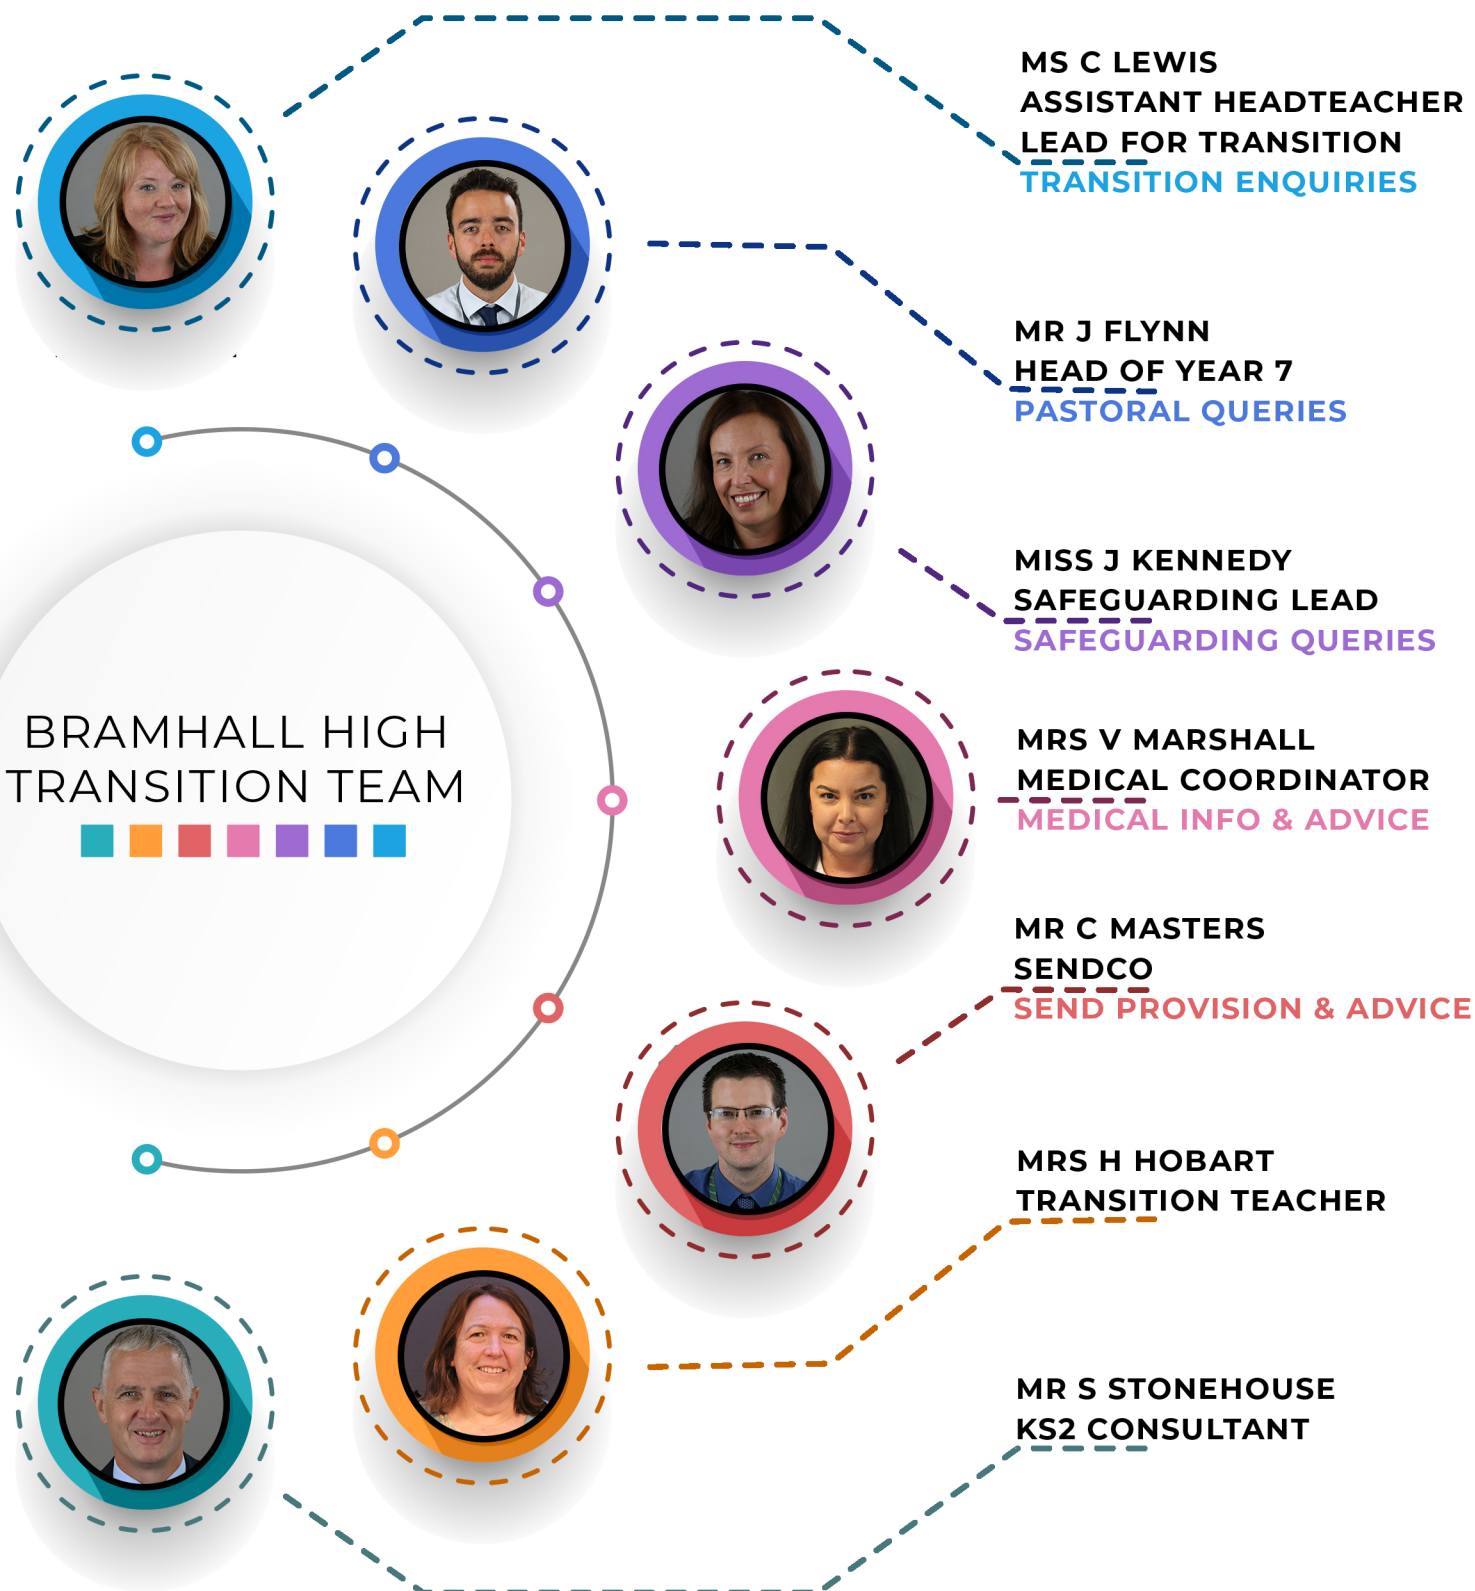 MS C LEWIS
ASSISTANT HEADTEACHER
LEAD FOR TRANSITION
TRANSITION ENQUIRIES
MR J FLYNN
HEAD OF YEAR 7
PASTORAL QUERIES
MISS J KENNEDY
SAFEGUARDING LEAD
SAFEGUARDING QUERIES
BRAMHALL HIGH
TRANSITION TEAM
MRS V MARSHALL
MEDICAL COORDINATOR
MEDICAL INFO & ADVICE
MR C MASTERS
SENDCO
SEND PROVISION & ADVICE
MRS H HOBART
TRANSITION TEACHER
MR S STONEHOUSE
KS2 CONSULTANT